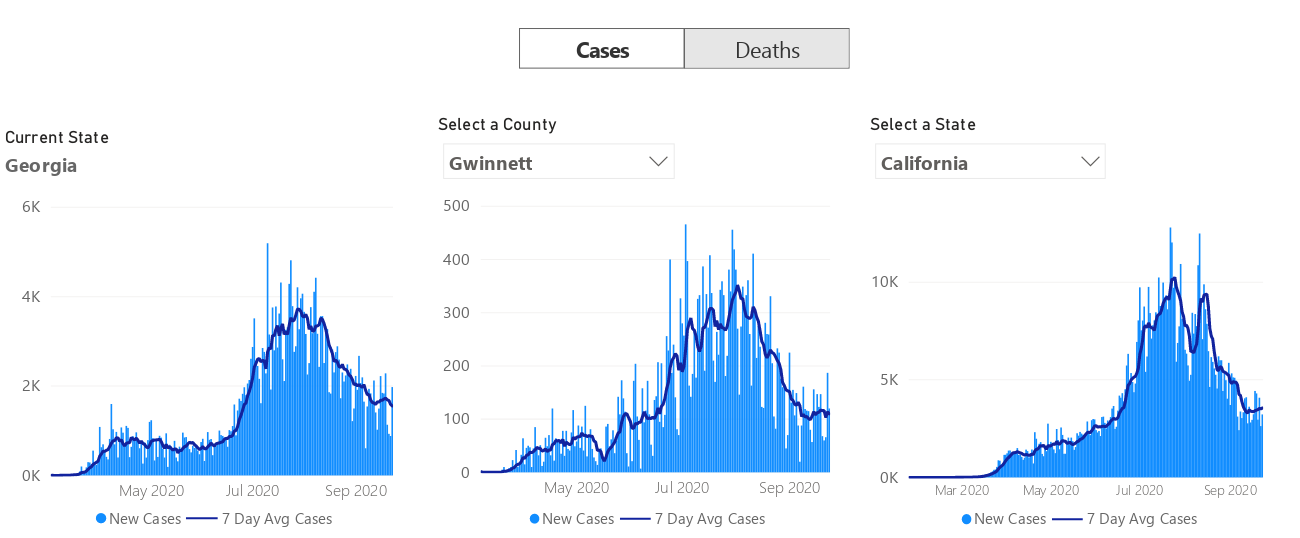 Cases
Deaths
Current State
Georgia
6K
4K
2K
0K
May 2020
Jul 2020
Sep 2020
New Cases
7 Day Avg Cases
Select a County
Gwinnett
500
400
300
200
100
0
May 2020
Jul 2020
Sep 2020
New Cases
7 Day Avg Cases
Select a State
California
10K
5K
0K
Mar 2020
May 2020
Jul 2020
Sep 2020
New Cases
7 Day Avg Cases